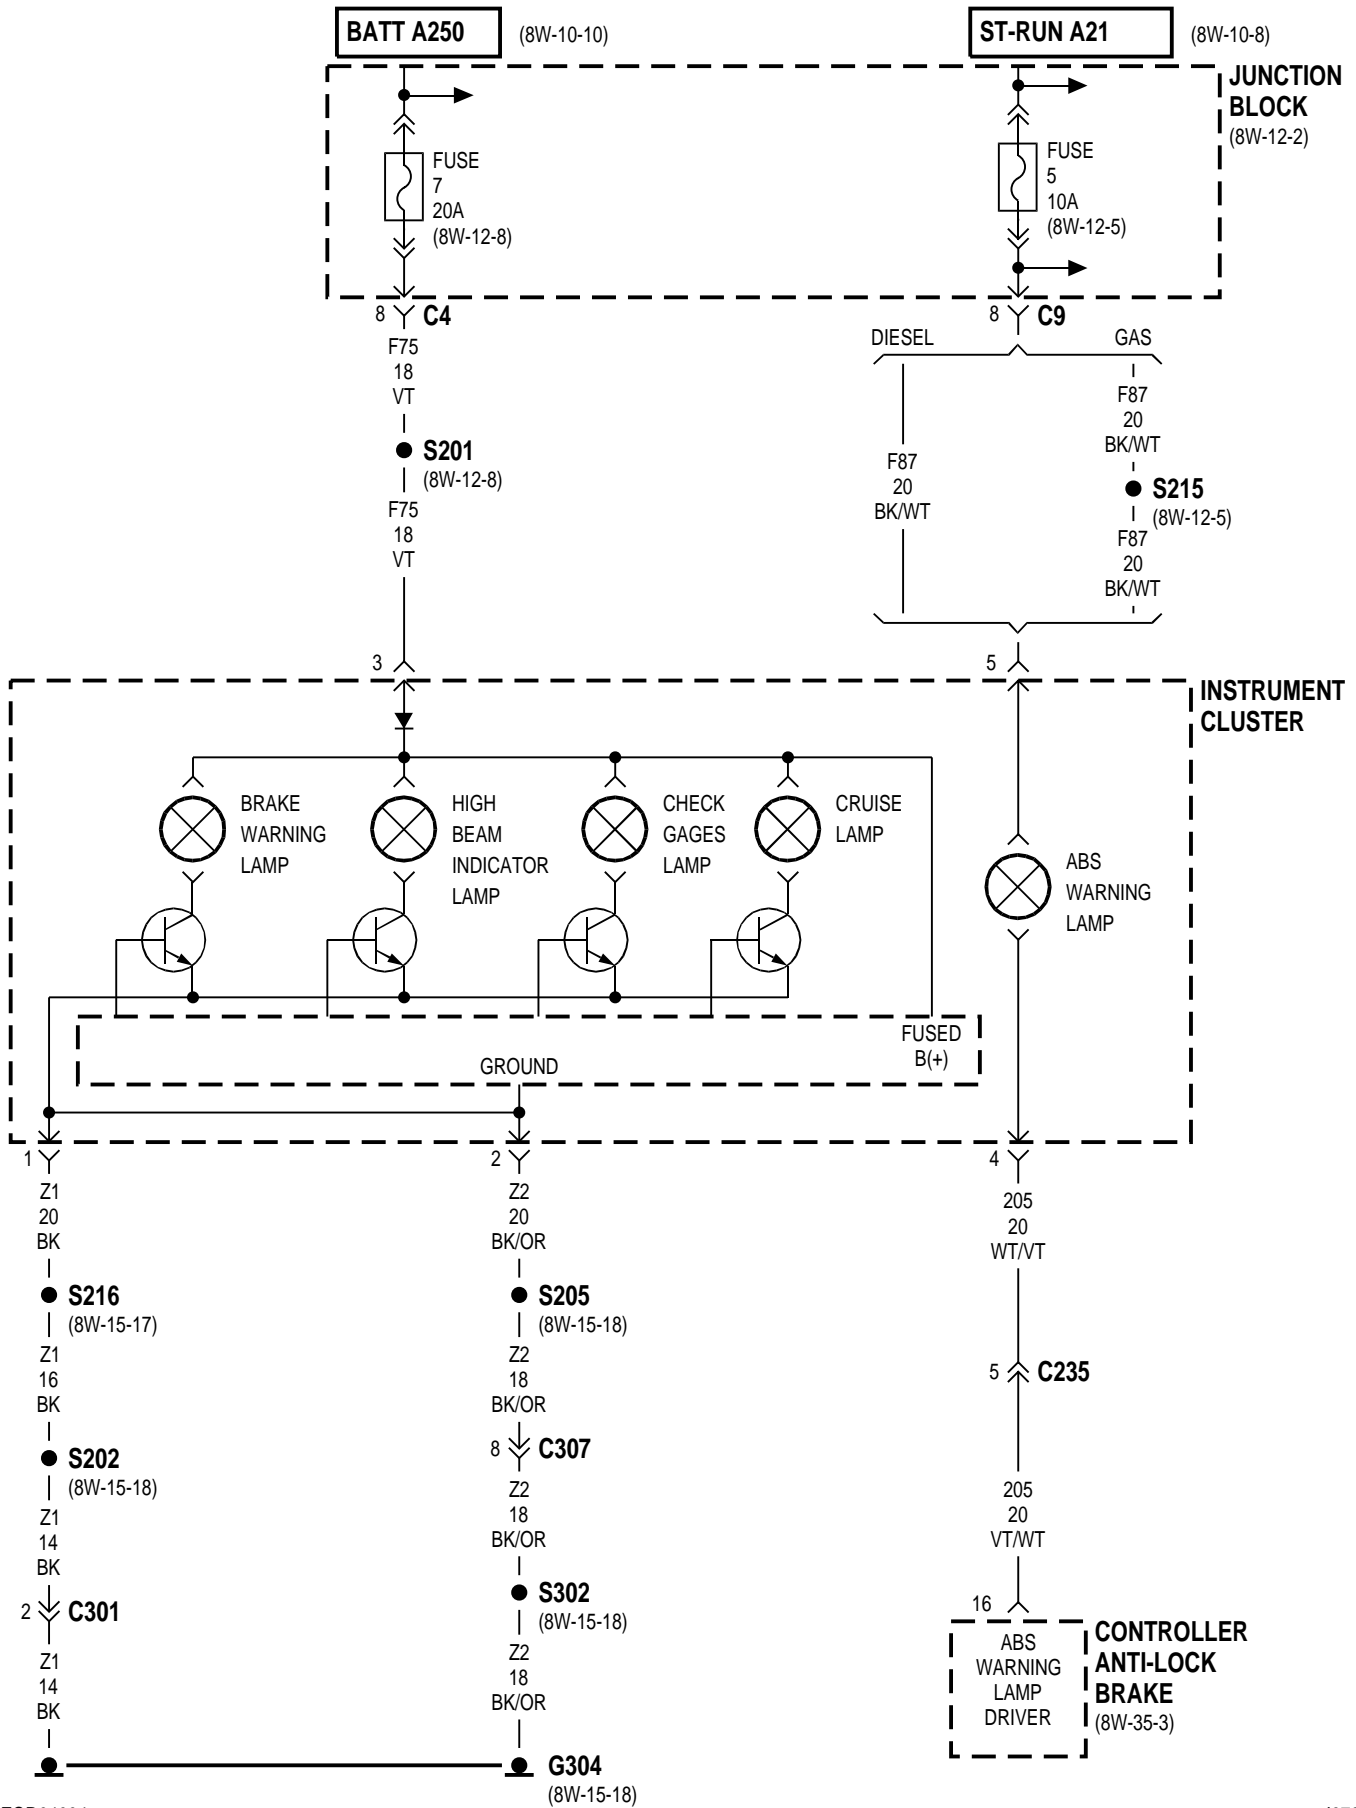 BATT A250 (8W-10-10)
ST-RUN A21 (8W-10-8)
JUNCTION
BLOCK
(8W-12-2)
FUSE
7
20A
(8W-12-8)
FUSE
5
10A
(8W-12-5)
8 C4
8 C9
F75
18
VT
S201
(8W-12-8)
F75
18
VT
DIESEL
GAS
F87
20
BK/WT
F87
20
BK/WT
S215
(8W-12-5)
F87
20
BK/WT
3
5
INSTRUMENT
CLUSTER
BRAKE
WARNING
LAMP
HIGH
BEAM
INDICATOR
LAMP
CHECK
GAGES
LAMP
CRUISE
LAMP
ABS
WARNING
LAMP
FUSED
B(+)
GROUND
1
2
4
Z1
20
BK
S216
(8W-15-17)
Z1
16
BK
S202
(8W-15-18)
Z1
14
BK
2 C301
Z1
14
BK
Z2
20
BK/OR
S205
(8W-15-18)
Z2
18
BK/OR
8 C307
Z2
18
BK/OR
S302
(8W-15-18)
Z2
18
BK/OR
G304
(8W-15-18)
205
20
WT/VT
5 C235
205
20
VT/WT
16
ABS
WARNING
LAMP
DRIVER
CONTROLLER
ANTI-LOCK
BRAKE
(8W-35-3)